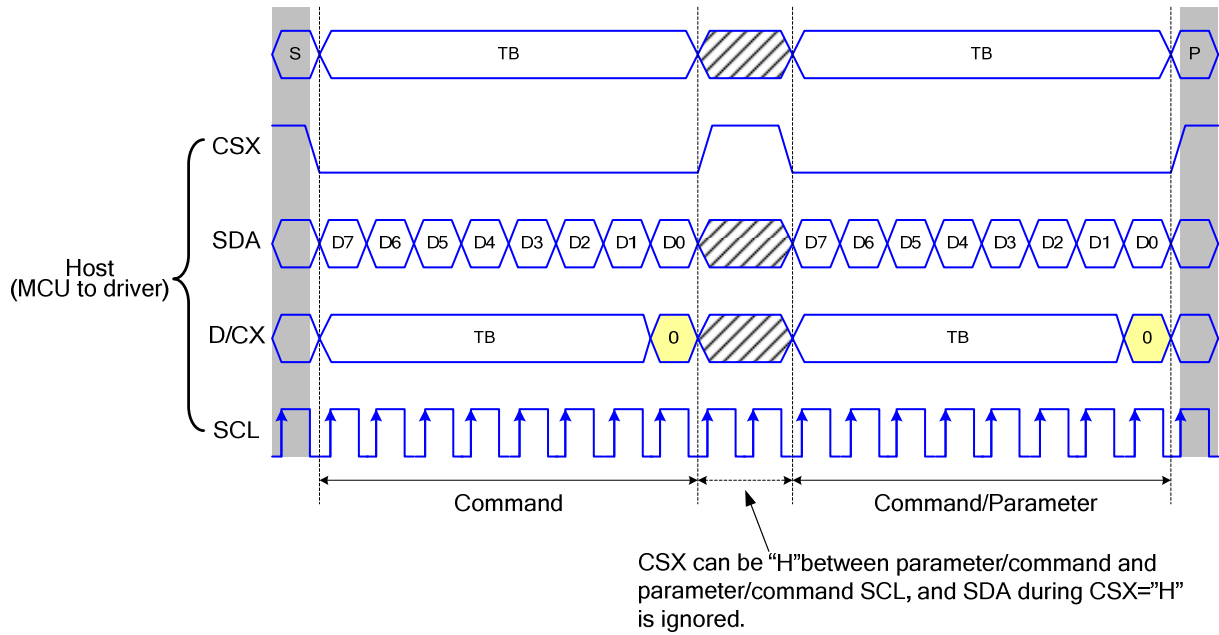 S TB TB P
CSX
SDA D7 D6 D5 D4 D3 D2 D1 D0 D7 D6 D5 D4 D3 D2 D1 D0
Host
(MCU to driver)
D/CX TB 0 TB 0
SCL
Command Command/Parameter
CSX can be “H”between parameter/command and
parameter/command SCL, and SDA during CSX=”H”
is ignored.